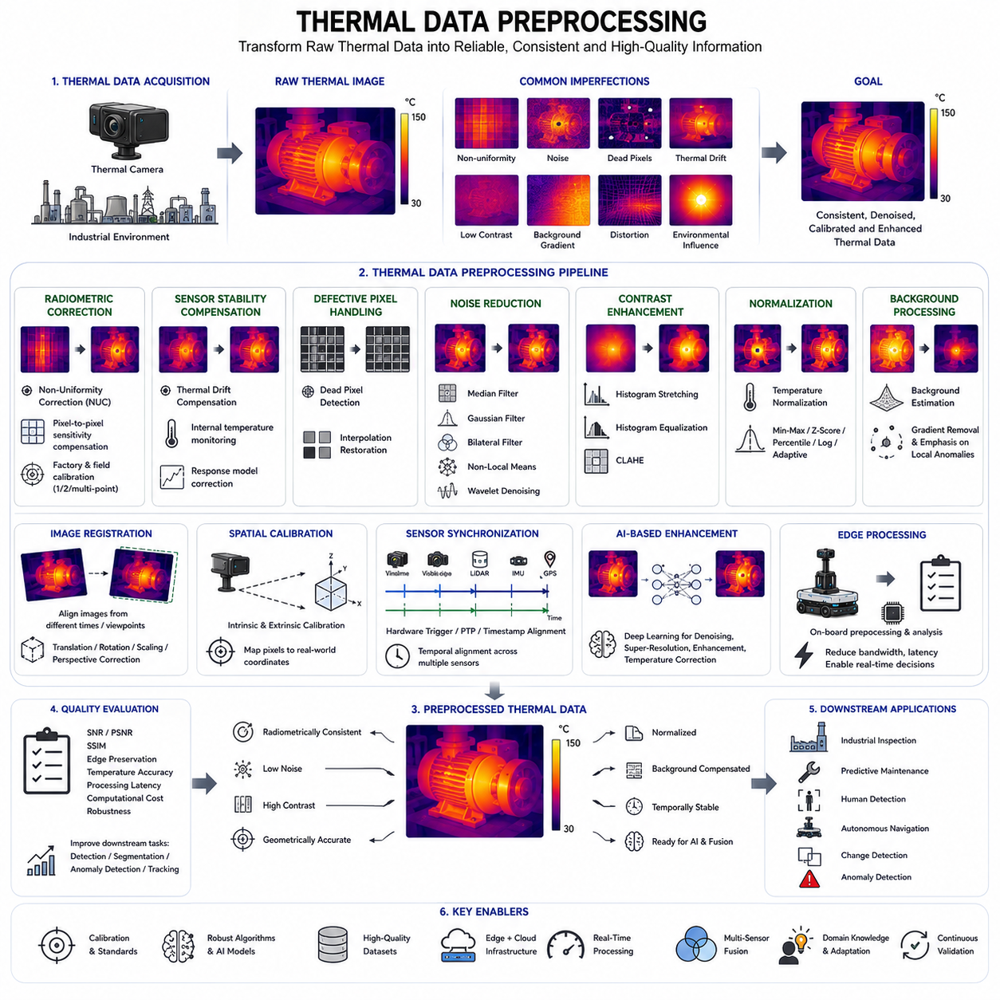 THERMAL DATA PREPROCESSING
Transform Raw Thermal Data into Reliable, Consistent and High-Quality Information
1. THERMAL DATA ACQUISITION
Thermal Camera
Industrial Environment
RAW THERMAL IMAGE
°C
150
30
COMMON IMPERFECTIONS
Non-uniformity
Noise
Dead Pixels
Thermal Drift
Low Contrast
Background
Gradient
Distortion
Environmental
Influence
GOAL
°C
150
30
Consistent, Denoised,
Calibrated and Enhanced
Thermal Data
2. THERMAL DATA PREPROCESSING PIPELINE
RADIOMETRIC
CORRECTION
Non-Uniformity
Correction (NUC)
Pixel-to-pixel
sensitivity
compensation
Factory & field
calibration
(1/2/multi-point)
SENSOR STABILITY
COMPENSATION
Thermal Drift
Compensation
Internal temperature
monitoring
Response model
correction
DEFECTIVE PIXEL
HANDLING
Dead Pixel
Detection
Interpolation
Restoration
NOISE REDUCTION
Median Filter
Gaussian Filter
Bilateral Filter
Non-Local Means
Wavelet Denoising
CONTRAST
ENHANCEMENT
Histogram Stretching
Histogram Equalization
CLAHE
NORMALIZATION
Temperature
Normalization
Min-Max / Z-Score /
Percentile / Log /
Adaptive
BACKGROUND
PROCESSING
Background
Estimation
Gradient Removal
& Emphasis on
Local Anomalies
IMAGE REGISTRATION
Align images from
different times / viewpoints
Translation / Rotation / Scaling /
Perspective Correction
SPATIAL CALIBRATION
Z
Y
X
Intrinsic & Extrinsic Calibration
Map pixels to real-world
coordinates
SENSOR SYNCHRONIZATION
LiDAR
IMU
GPS
Time
Hardware Trigger / PTP / Timestamp Alignment
Temporal alignment across
multiple sensors
AI-BASED ENHANCEMENT
Deep Learning for Denoising,
Super-Resolution, Enhancement,
Temperature Correction
EDGE PROCESSING
On-board prepocessing & analysis
Reduce bandwidth, latency
Enable real-time decisions
4. QUALITY EVALUATION
SNR / PSNR
SSIM
Edge Preservation
Temperature Accuracy
Processing Latency
Computational Cost
Robustness
Improve downstream tasks:
Detection / Segmentation /
Anomaly Detection / Tracking
3. PREPROCESSED THERMAL DATA
Radiometrically Consistent
Low Noise
High Contrast
Geometrically Accurate
°C
150
30
Normalized
Background Compensated
Temporally Stable
Ready for AI & Fusion
5. DOWNSTREAM APPLICATIONS
Industrial Inspection
Predictive Maintenance
Human Detection
Autonomous Navigation
Change Detection
Anomaly Detection
6. KEY ENABLERS
Calibration
& Standards
Robust Algorithms
& AI Models
High-Quality
Datasets
Edge + Cloud
Infrastructure
Real-Time
Processing
Multi-Sensor
Fusion
Domain Knowledge
& Adaptation
Continuous
Validation